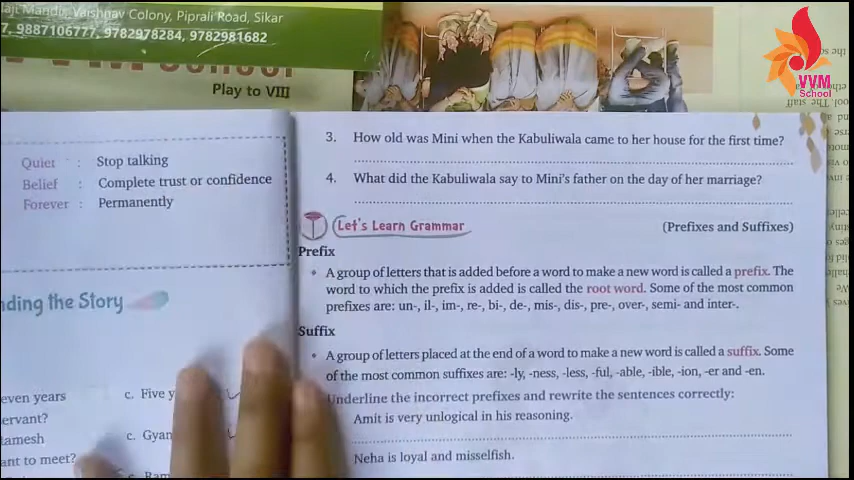 laji Mandir, Vaishnav Colony, Piprali Road, Sikar
7, 9887106777, 9782978284, 9782981682
School
Play to VIII
VVM
School
Quiet : Stop talking
Belief : Complete trust or confidence
Forever : Permanently
nding the Story
even years c. Five y
ervant?
tamesh c. Gyan
ant to meet?
c. Ram
3. How old was Mini when the Kabuliwala came to her house for the first time?
4. What did the Kabuliwala say to Mini's father on the day of her marriage?
Let's Learn Grammar (Prefixes and Suffixes)
Prefix
• A group of letters that is added before a word to make a new word is called a prefix. The
word to which the prefix is added is called the root word. Some of the most common
prefixes are: un-, il-, im-, re-, bi-, de-, mis-, dis-, pre-, over-, semi- and inter-.
Suffix
• A group of letters placed at the end of a word to make a new word is called a suffix. Some
of the most common suffixes are: -ly, -ness, -less, -ful, -able, -ible, -ion, -er and -en.
Underline the incorrect prefixes and rewrite the sentences correctly:
Amit is very unlogical in his reasoning.
Neha is loyal and misselfish.